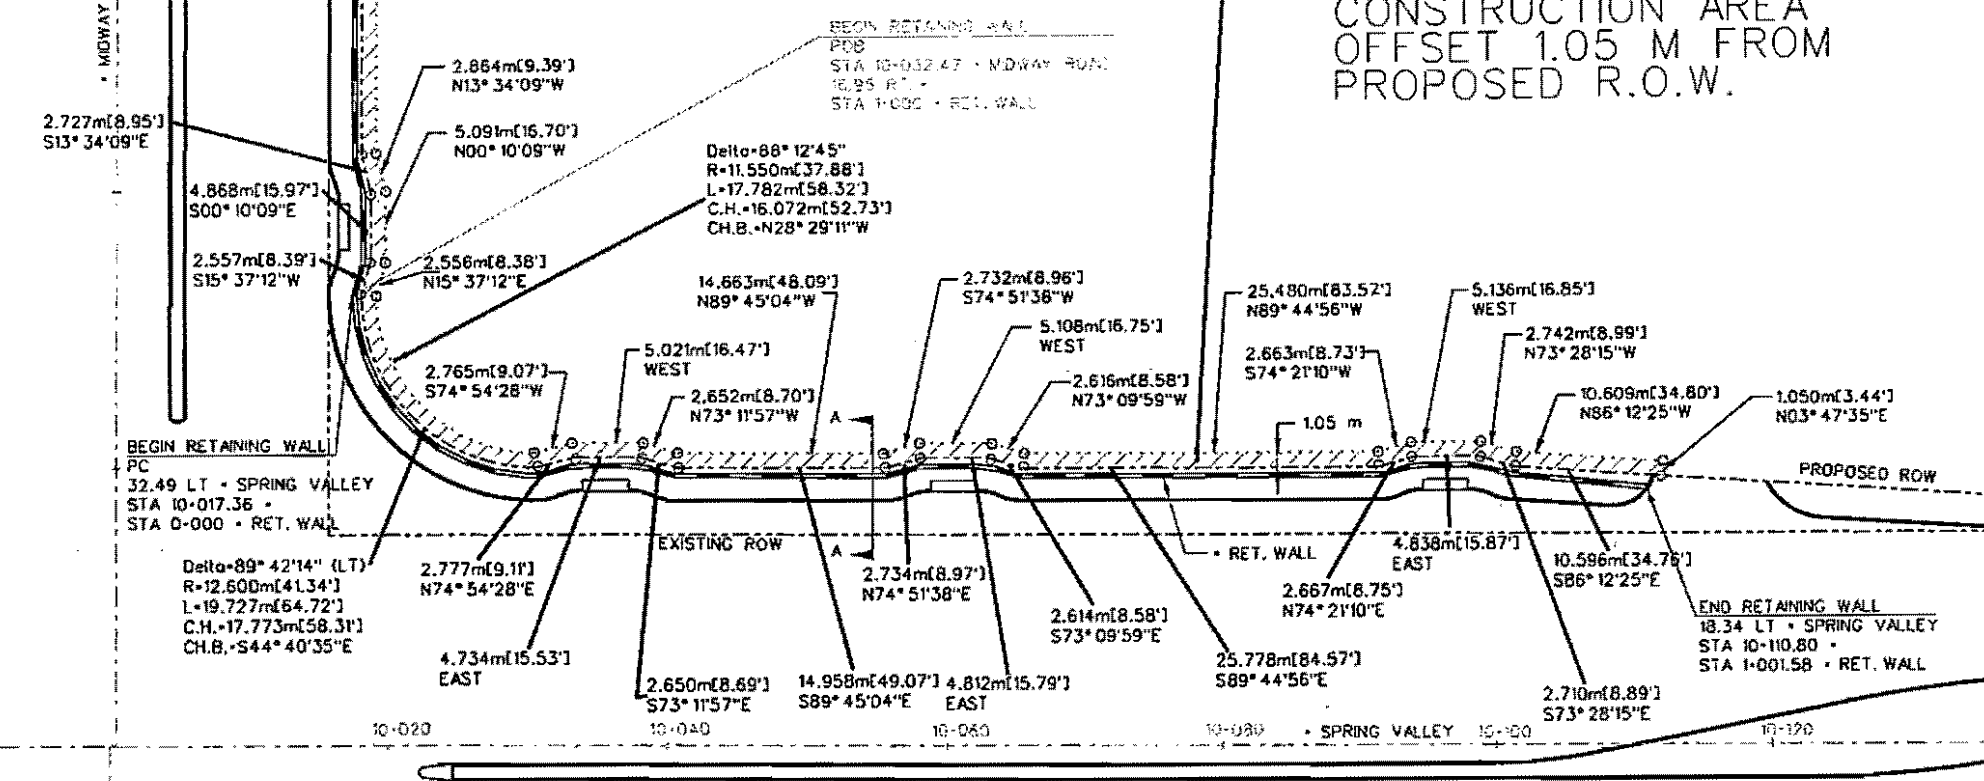 MIDWAY
CONSTRUCTION AREA
OFFSET 1.05 M FROM
PROPOSED R.O.W.
BEGIN RETAINING WALL
POB
STA 10+032.47 • MIDWAY ROAD
16.95 RT. •
STA 1+000 • RET. WALL
2.864m[9.39']
N13° 34'09"W
2.727m[8.95']
S13° 34'09"E
5.091m[16.70']
N00° 10'09"W
Delta=88° 12'45"
R=11.550m[37.88']
L=17.782m[58.32']
C.H.=16.072m[52.73']
CH.B.=N28° 29'11"W
4.868m[15.97']
S00° 10'09"E
2.557m[8.39']
S15° 37'12"W
2.556m[8.38']
N15° 37'12"E
14.663m[48.09']
N89° 45'04"W
2.732m[8.96']
S74° 51'38"W
5.108m[16.75']
WEST
25.480m[83.52']
N89° 44'56"W
5.136m[16.85']
WEST
2.742m[8.99']
N73° 28'15"W
2.765m[9.07']
S74° 54'28"W
5.021m[16.47']
WEST
2.652m[8.70']
N73° 11'57"W
2.616m[8.58']
N73° 09'59"W
2.663m[8.73']
S74° 21'10"W
10.609m[34.80']
N86° 12'25"W
1.050m[3.44']
N03° 47'35"E
A
1.05 m
BEGIN RETAINING WALL
PC
32.49 LT • SPRING VALLEY
STA 10+017.36 •
STA 0+000 • RET. WALL
PROPOSED ROW
EXISTING ROW
A
• RET. WALL
Delta=89° 42'14" (LT)
R=12.600m[41.34']
L=19.727m[64.72']
C.H.=17.773m[58.31']
CH.B.=S44° 40'35"E
2.777m[9.11']
N74° 54'28"E
2.734m[8.97']
N74° 51'38"E
4.838m[15.87']
EAST
10.596m[34.76']
S86° 12'25"E
2.614m[8.58']
S73° 09'59"E
2.667m[8.75']
N74° 21'10"E
END RETAINING WALL
18.34 LT • SPRING VALLEY
STA 10+110.80 •
STA 1+001.58 • RET. WALL
4.734m[15.53']
EAST
2.650m[8.69']
S73° 11'57"E
14.958m[49.07']
S89° 45'04"E
4.812m[15.79']
EAST
25.778m[84.57']
S89° 44'56"E
2.710m[8.89']
S73° 28'15"E
10+020
10+040
10+060
10+080
• SPRING VALLEY
10+100
10+120